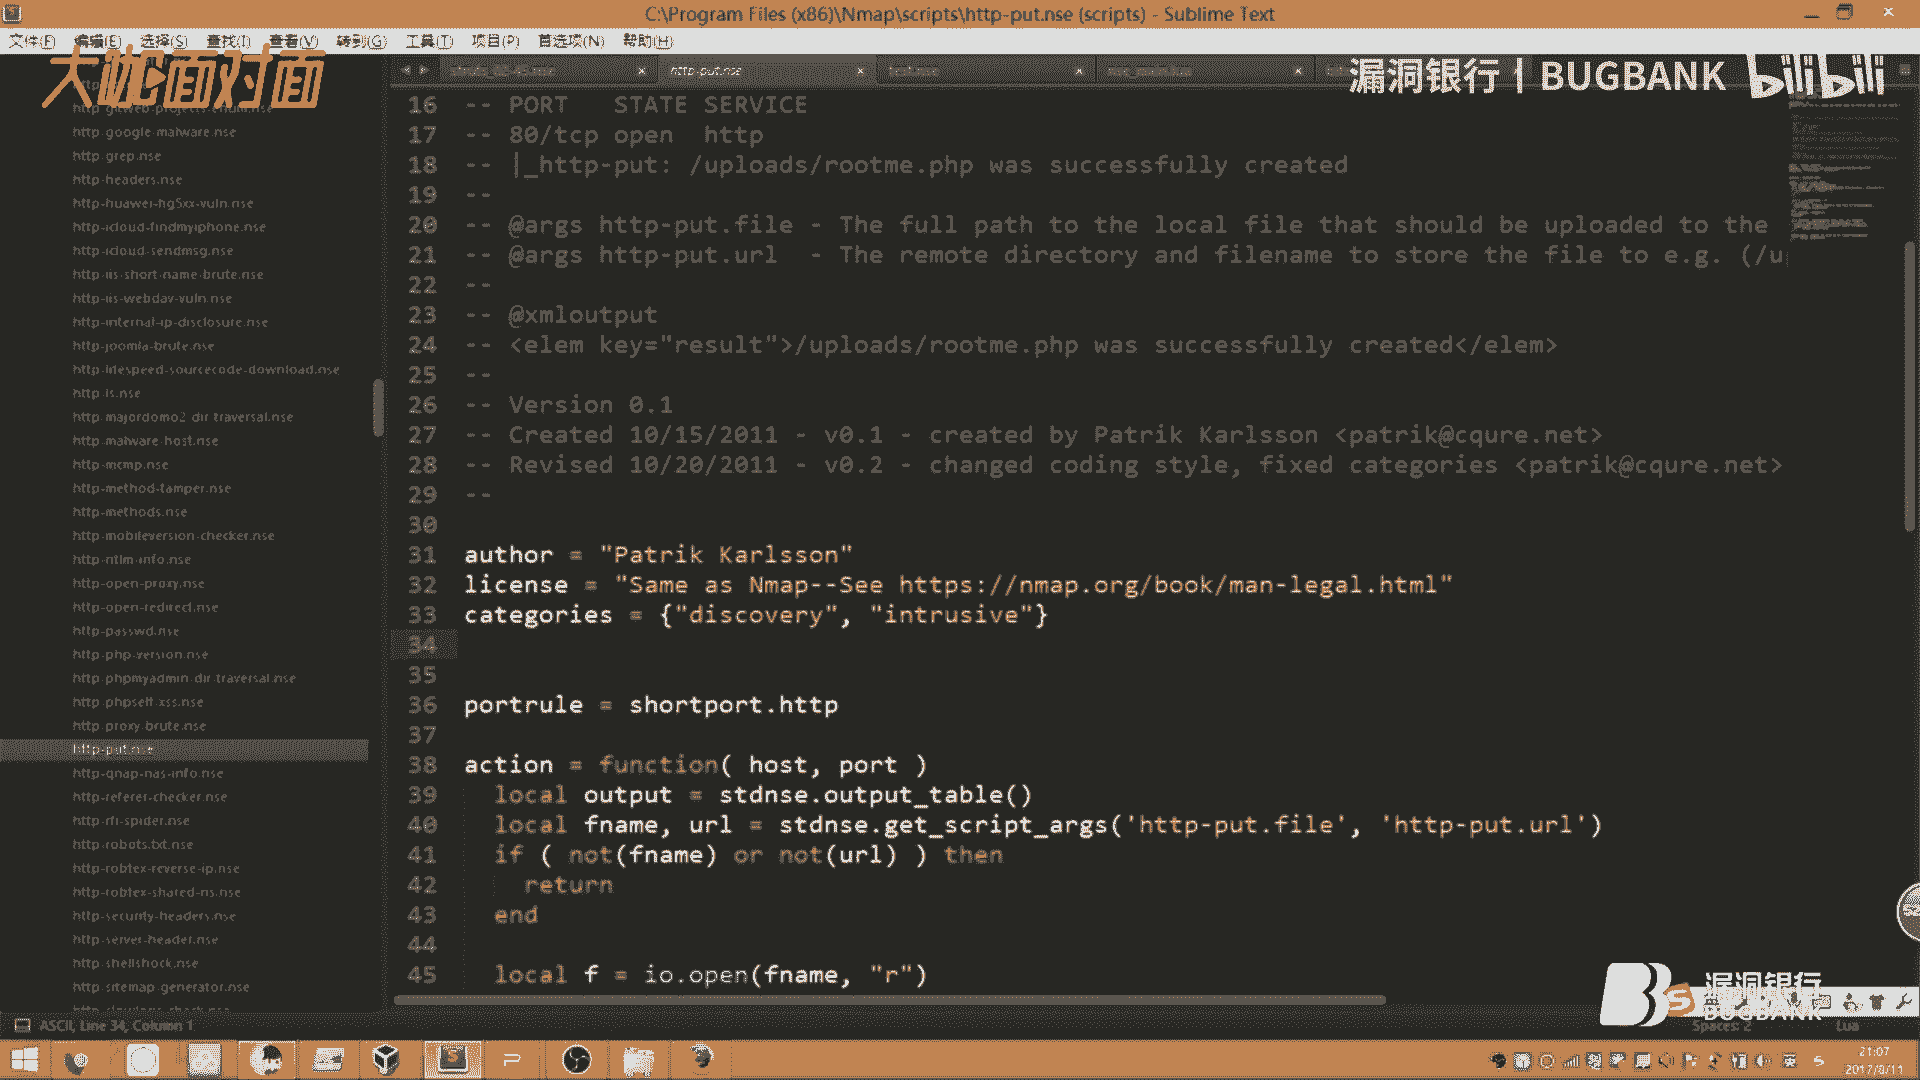 C:\Program Files (x86)\Nmap\scripts\http-put.nse (scripts) - Sublime Text
文件(F) 编辑(E) 选择(S) 查找(I) 查看(V) 转到(G) 工具(T) 项目(P) 首选项(N) 帮助(H)
大咖面对面
漏洞银行 | BUGBANK bilibili
http-put.nse
http-google-malware.nse
http-grep.nse
http-headers.nse
http-huawei-hg5xx-vuln.nse
http-icloud-findmyiphone.nse
http-icloud-sendmsg.nse
http-iis-short-name-brute.nse
http-iis-webdav-vuln.nse
http-internal-ip-disclosure.nse
http-joomla-brute.nse
http-litespeed-sourcecode-download.nse
http-ls.nse
http-majordomo2-dir-traversal.nse
http-malware-host.nse
http-mcmp.nse
http-method-tamper.nse
http-methods.nse
http-mobileversion-checker.nse
http-ntlm-info.nse
http-open-proxy.nse
http-open-redirect.nse
http-passwd.nse
http-php-version.nse
http-phpmyadmin-dir-traversal.nse
http-phpself-xss.nse
http-proxy-brute.nse
http-put.nse
http-qnap-nas-info.nse
http-referer-checker.nse
http-rfi-spider.nse
http-robots.txt.nse
http-robtex-reverse-ip.nse
http-robtex-shared-ns.nse
http-security-headers.nse
http-server-header.nse
http-shellshock.nse
http-sitemap-generator.nse
16 -- PORT STATE SERVICE
17 -- 80/tcp open http
18 -- |_http-put: /uploads/rootme.php was successfully created
19 --
20 -- @args http-put.file - The full path to the local file that should be uploaded to the
21 -- @args http-put.url - The remote directory and filename to store the file to e.g. (/u
22 --
23 -- @xmloutput
24 -- <elem key="result">/uploads/rootme.php was successfully created</elem>
25 --
26 -- Version 0.1
27 -- Created 10/15/2011 - v0.1 - created by Patrik Karlsson <patrik@cqure.net>
28 -- Revised 10/20/2011 - v0.2 - changed coding style, fixed categories <patrik@cqure.net>
29 --
30
31 author = "Patrik Karlsson"
32 license = "Same as Nmap--See https://nmap.org/book/man-legal.html"
33 categories = {"discovery", "intrusive"}
34
35
36 portrule = shortport.http
37
38 action = function( host, port )
39 local output = stdnse.output_table()
40 local fname, url = stdnse.get_script_args('http-put.file', 'http-put.url')
41 if ( not(fname) or not(url) ) then
42 return
43 end
44
45 local f = io.open(fname, "r")
漏洞银行
BUGBANK
ASCII, Line 34, Column 1
Spaces: 2
Lua
21:07
2017/8/11